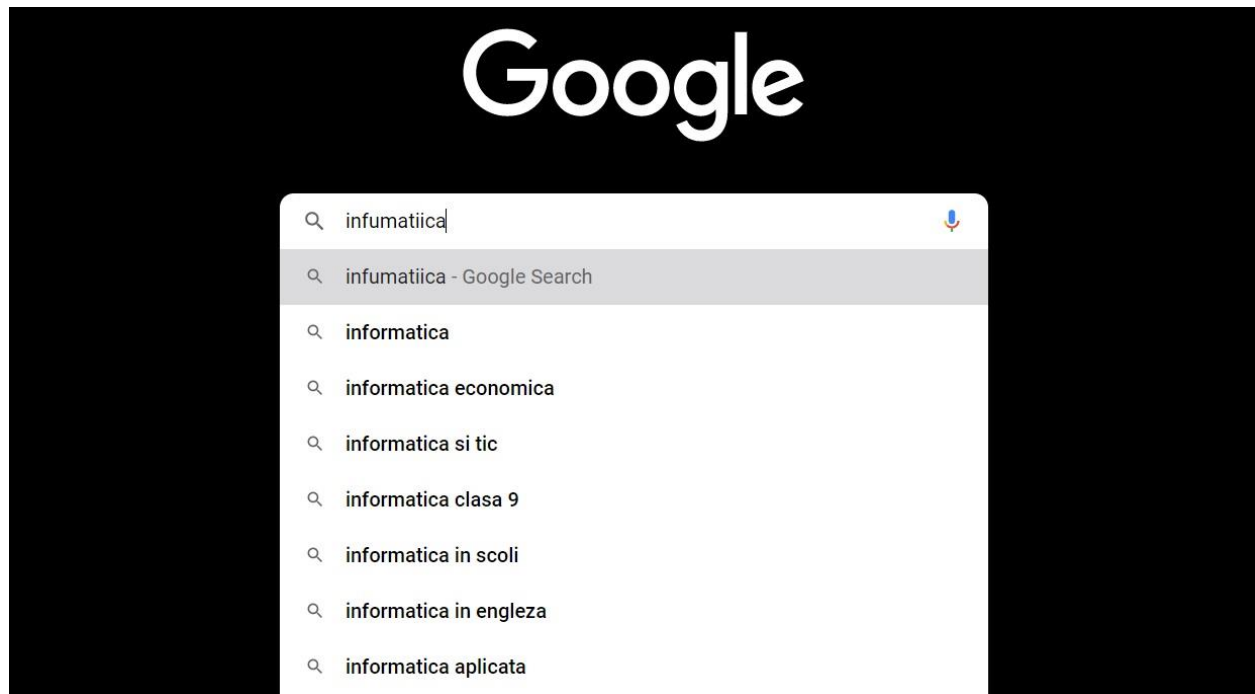 Google
infumatiica
infumatiica - Google Search
informatica
informatica economica
informatica si tic
informatica clasa 9
informatica in scoli
informatica in engleza
informatica aplicata